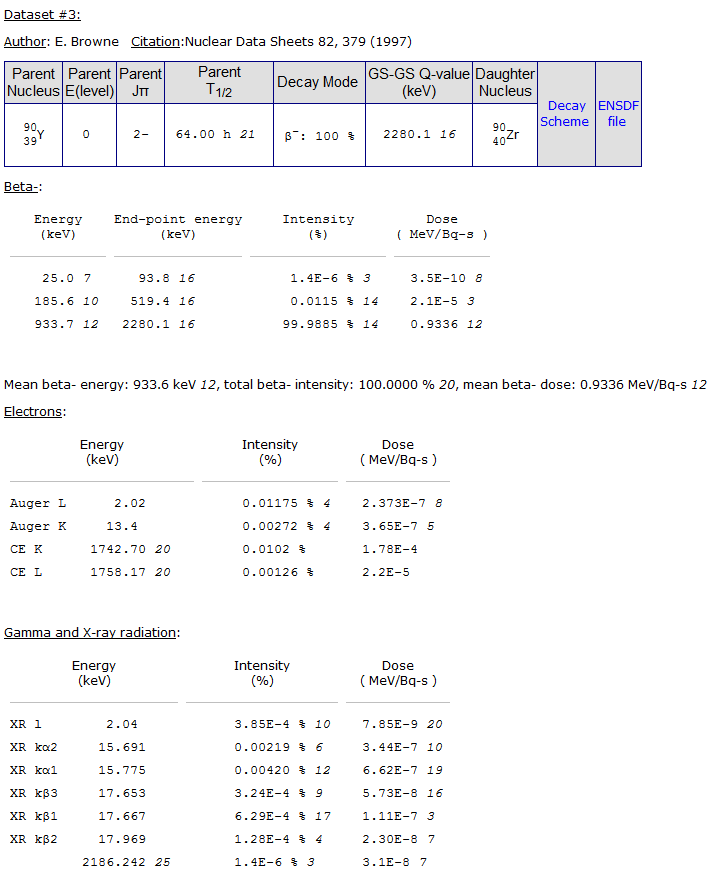 Dataset #3:
Author: E. Browne Citation:Nuclear Data Sheets 82, 379 (1997)
Parent Nucleus Parent E(level) Parent Jπ Parent T1/2 Decay Mode GS-GS Q-value (keV) Daughter Nucleus Decay Scheme ENSDF file
90 39 Y 0 2- 64.00 h 21 β-: 100 % 2280.1 16 90 40 Zr
Beta-:
Energy End-point energy Intensity Dose
(keV) (keV) (%) ( MeV/Bq-s )
25.0 7 93.8 16 1.4E-6 % 3 3.5E-10 8
185.6 10 519.4 16 0.0115 % 14 2.1E-5 3
933.7 12 2280.1 16 99.9885 % 14 0.9336 12
Mean beta- energy: 933.6 keV 12, total beta- intensity: 100.0000 % 20, mean beta- dose: 0.9336 MeV/Bq-s 12
Electrons:
Energy Intensity Dose
(keV) (%) ( MeV/Bq-s )
Auger L 2.02 0.01175 % 4 2.373E-7 8
Auger K 13.4 0.00272 % 4 3.65E-7 5
CE K 1742.70 20 0.0102 % 1.78E-4
CE L 1758.17 20 0.00126 % 2.2E-5
Gamma and X-ray radiation:
Energy Intensity Dose
(keV) (%) ( MeV/Bq-s )
XR l 2.04 3.85E-4 % 10 7.85E-9 20
XR kα2 15.691 0.00219 % 6 3.44E-7 10
XR kα1 15.775 0.00420 % 12 6.62E-7 19
XR kβ3 17.653 3.24E-4 % 9 5.73E-8 16
XR kβ1 17.667 6.29E-4 % 17 1.11E-7 3
XR kβ2 17.969 1.28E-4 % 4 2.30E-8 7
2186.242 25 1.4E-6 % 3 3.1E-8 7